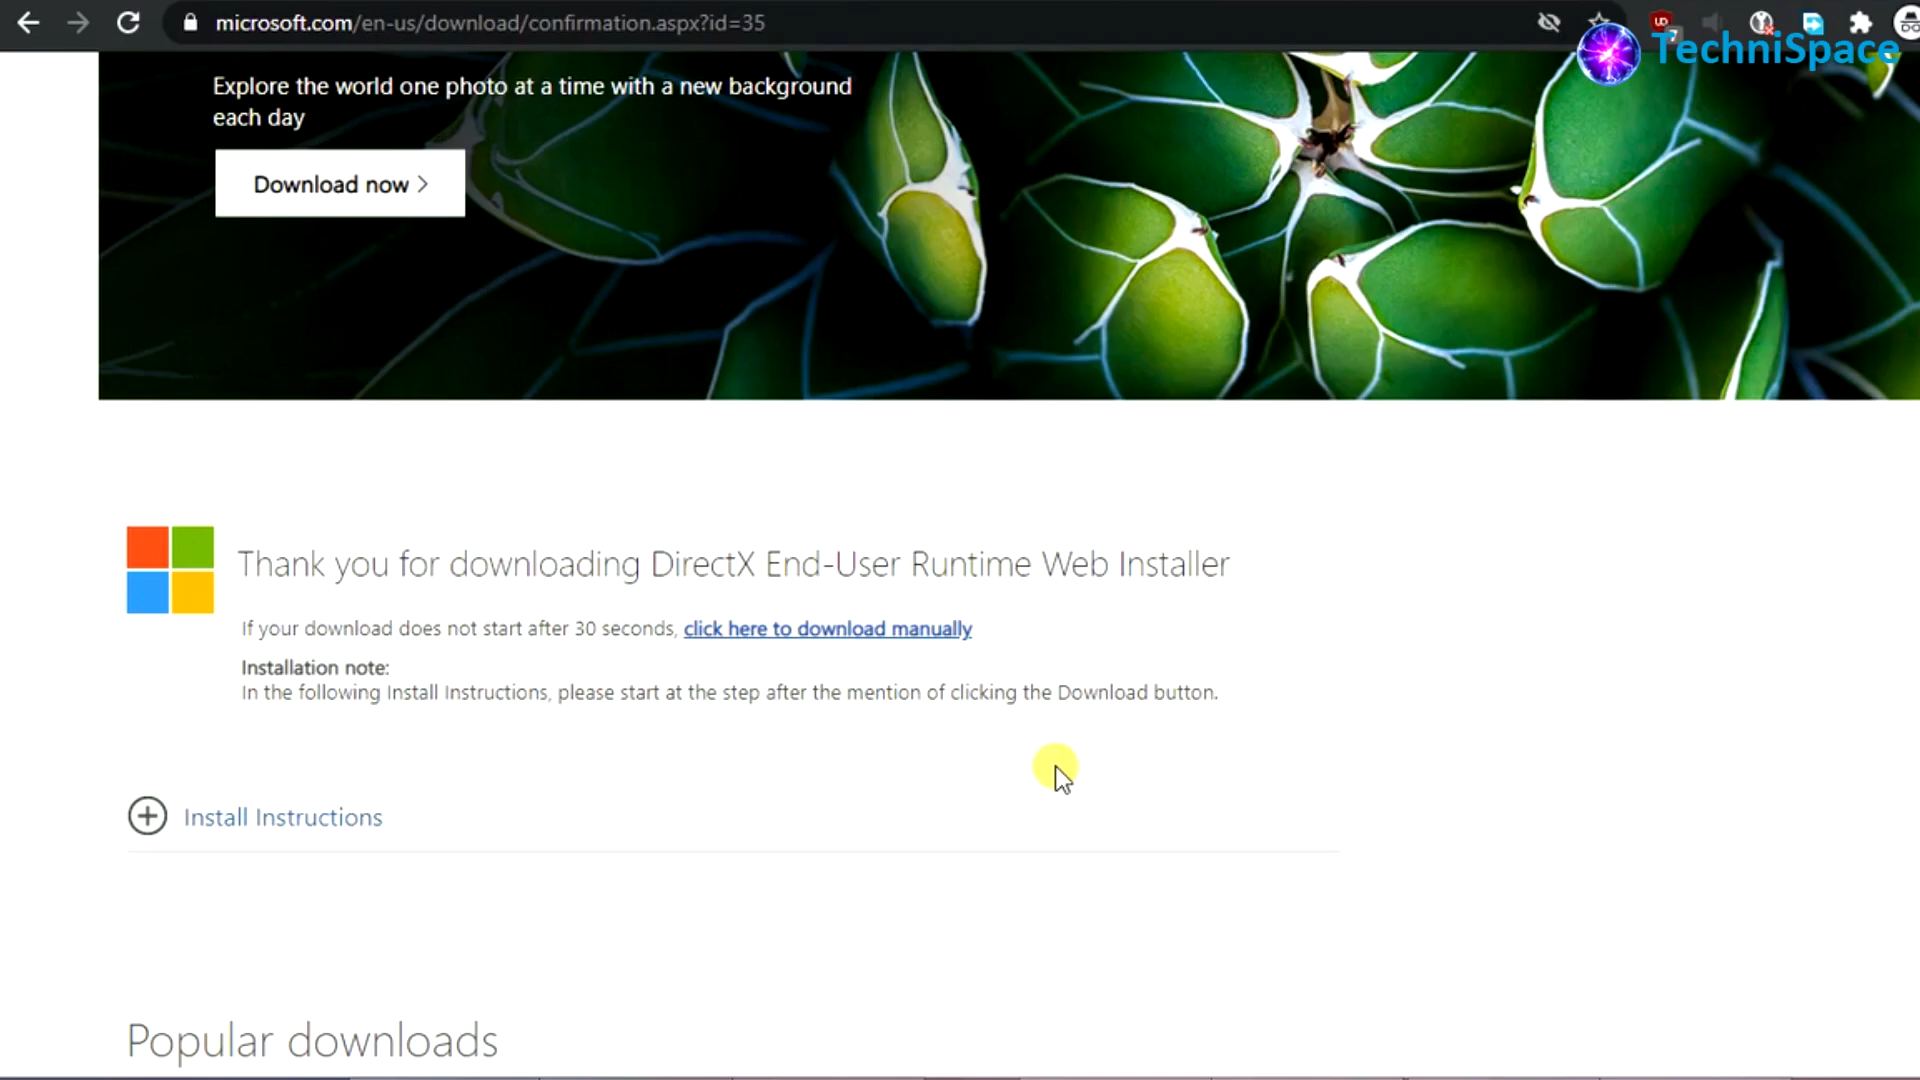 microsoft.com/en-us/download/confirmation.aspx?id=35
TechniSpace
Explore the world one photo at a time with a new background
each day
Download now
Thank you for downloading DirectX End-User Runtime Web Installer
If your download does not start after 30 seconds, click here to download manually
Installation note:
In the following Install Instructions, please start at the step after the mention of clicking the Download button.
Install Instructions
Popular downloads